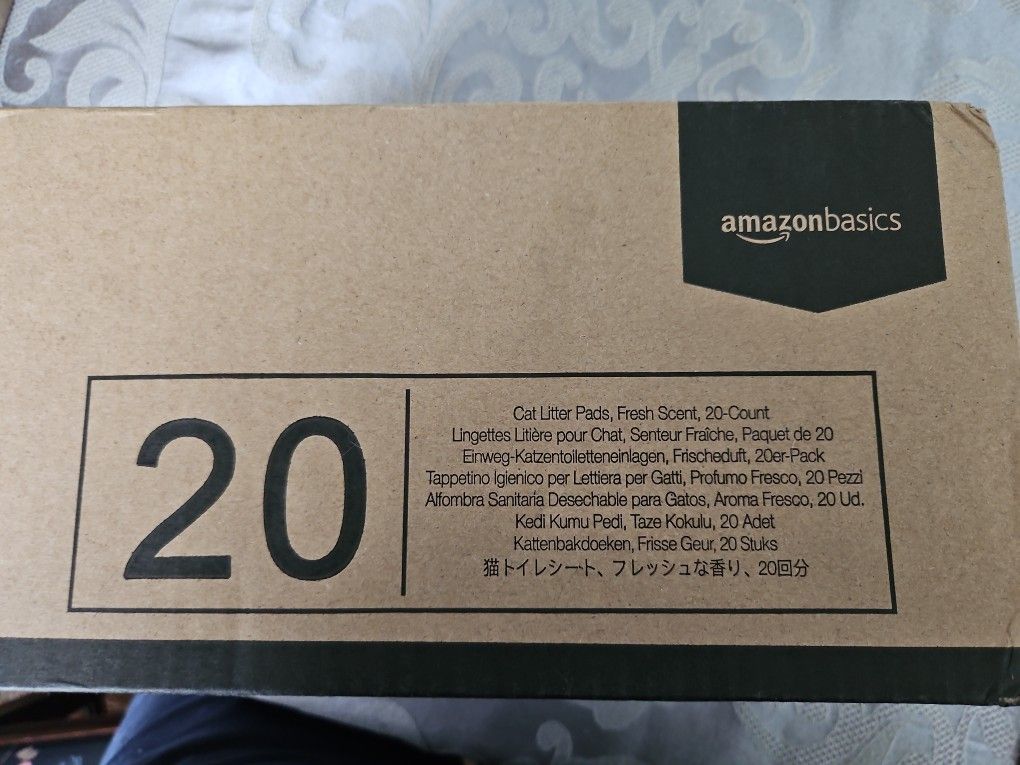 amazonbasics
20
Cat Litter Pads, Fresh Scent, 20-Count
Lingettes Litière pour Chat, Senteur Fraîche, Paquet de 20
Einweg-Katzentoiletteneinlagen, Frischeduft, 20er-Pack
Tappetino Igienico per Lettiera per Gatti, Profumo Fresco, 20 Pezzi
Alfombra Sanitaria Desechable para Gatos, Aroma Fresco, 20 Ud.
Kedi Kumu Pedi, Taze Kokulu, 20 Adet
Kattenbakdoeken, Frisse Geur, 20 Stuks
猫トイレシート、フレッシュな香り、20回分